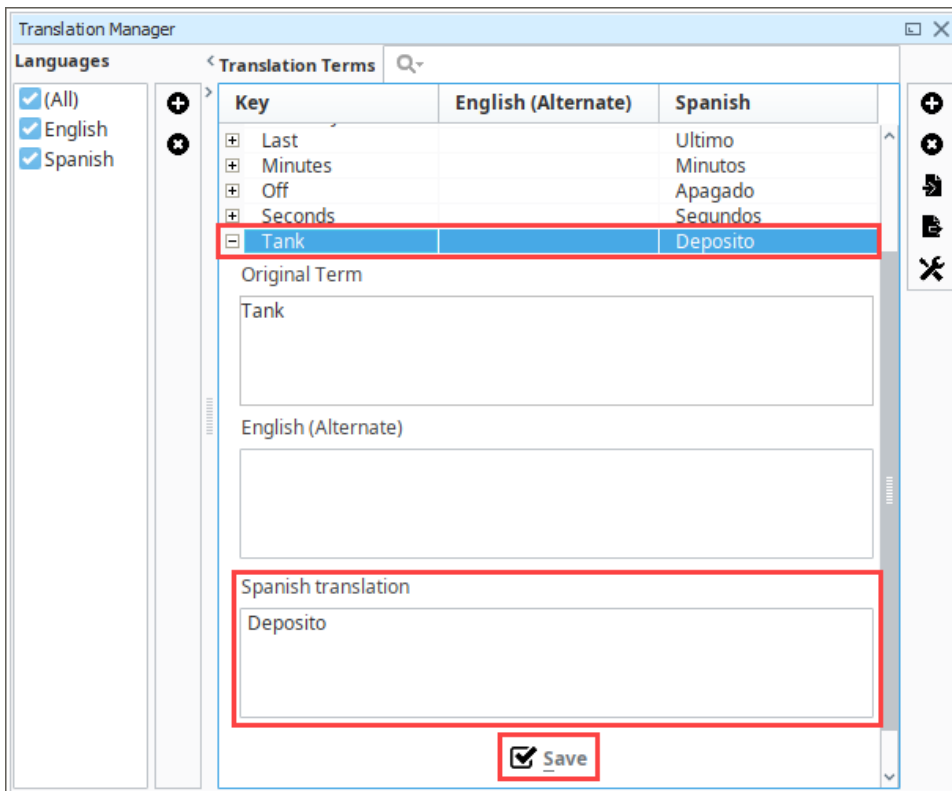 Translation Manager
Languages
(All)
English
Spanish
Translation Terms
Key English (Alternate) Spanish
Last Ultimo
Minutes Minutos
Off Apagado
Seconds Segundos
Tank Deposito
Original Term
Tank
English (Alternate)
Spanish translation
Deposito
Save